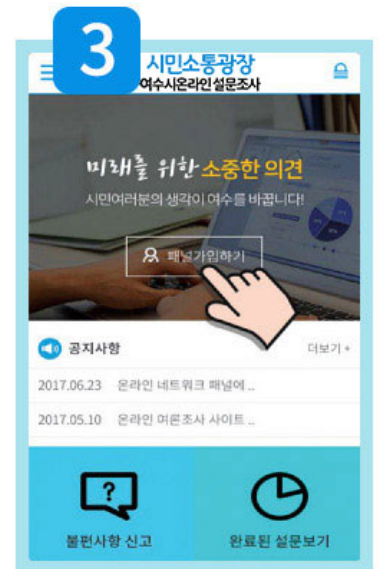 3
시민소통광장
여수시온라인설문조사
미래를 위한 소중한 의견
시민여러분의 생각이 여수를 바꿉니다!
패널가입하기
공지사항
더보기 +
2017.06.23 온라인 네트워크 패널에 ..
2017.05.10 온라인 여론조사 사이트 ..
?
불편사항 신고
완료된 설문보기